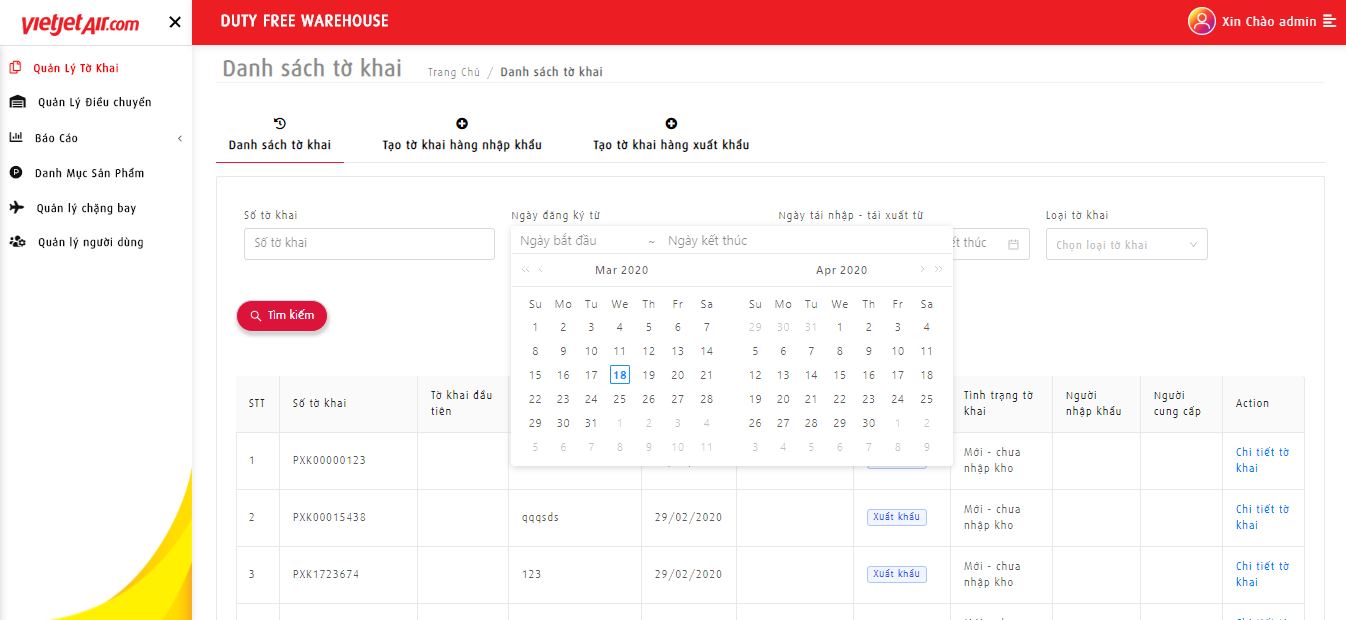 vietjetAir.com
DUTY FREE WAREHOUSE
Xin Chào admin
Quản Lý Tờ Khai
Quản Lý Điều chuyển
Báo Cáo
Danh Mục Sản Phẩm
Quản lý chặng bay
Quản lý người dùng
Danh sách tờ khai
Trang Chủ / Danh sách tờ khai
Danh sách tờ khai
Tạo tờ khai hàng nhập khẩu
Tạo tờ khai hàng xuất khẩu
Số tờ khai
Ngày đăng ký từ
Ngày tái nhập - tái xuất từ
Loại tờ khai
Số tờ khai
Ngày bắt đầu ~ Ngày kết thúc
ết thúc
Chọn loại tờ khai
Tìm kiếm
Mar 2020
Su Mo Tu We Th Fr Sa
1 2 3 4 5 6 7
8 9 10 11 12 13 14
15 16 17 18 19 20 21
22 23 24 25 26 27 28
29 30 31 1 2 3 4
5 6 7 8 9 10 11
Apr 2020
Su Mo Tu We Th Fr Sa
29 30 31 1 2 3 4
5 6 7 8 9 10 11
12 13 14 15 16 17 18
19 20 21 22 23 24 25
26 27 28 29 30 1 2
3 4 5 6 7 8 9
STT
Số tờ khai
Tờ khai đầu
tiên
Tình trạng tờ
khai
Người
nhập khẩu
Người
cung cấp
Action
1
PXK00000123
Mới - chưa
nhập kho
Chi tiết tờ
khai
2
PXK00015438
qqqsds
29/02/2020
Xuất khẩu
Mới - chưa
nhập kho
Chi tiết tờ
khai
3
PXK1723674
123
29/02/2020
Xuất khẩu
Mới - chưa
nhập kho
Chi tiết tờ
khai